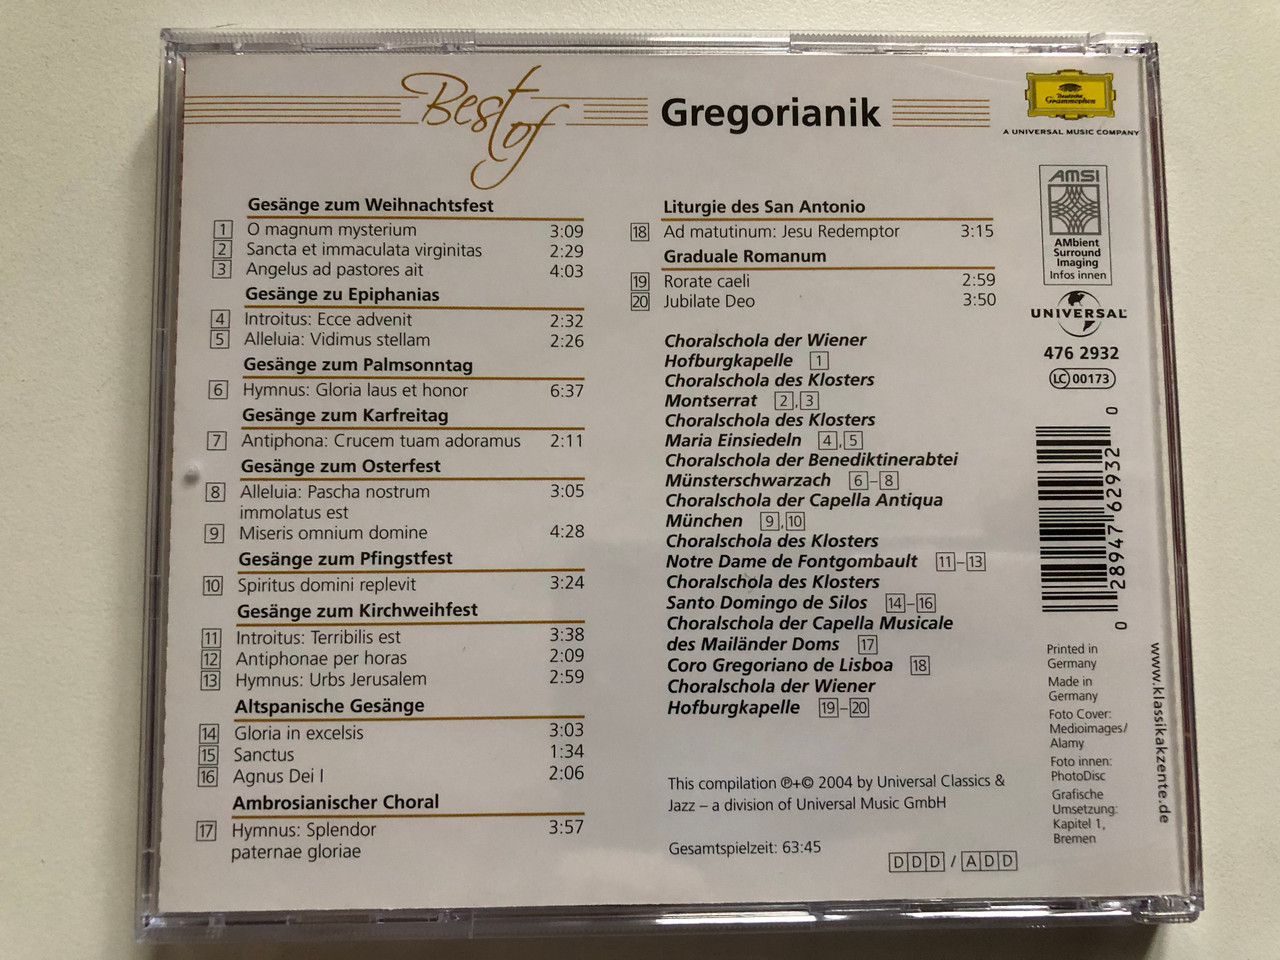 Best of
Gregorianik
Deutsche
Grammophon
A UNIVERSAL MUSIC COMPANY
Gesänge zum Weihnachtsfest
1 O magnum mysterium 3:09
2 Sancta et immaculata virginitas 2:29
3 Angelus ad pastores ait 4:03
Gesänge zu Epiphanias
4 Introitus: Ecce advenit 2:32
5 Alleluia: Vidimus stellam 2:26
Gesänge zum Palmsonntag
6 Hymnus: Gloria laus et honor 6:37
Gesänge zum Karfreitag
7 Antiphona: Crucem tuam adoramus 2:11
Gesänge zum Osterfest
8 Alleluia: Pascha nostrum 3:05
immolatus est
9 Miseris omnium domine 4:28
Gesänge zum Pfingstfest
10 Spiritus domini replevit 3:24
Gesänge zum Kirchweihfest
11 Introitus: Terribilis est 3:38
12 Antiphonae per horas 2:09
13 Hymnus: Urbs Jerusalem 2:59
Altspanische Gesänge
14 Gloria in excelsis 3:03
15 Sanctus 1:34
16 Agnus Dei I 2:06
Ambrosianischer Choral
17 Hymnus: Splendor 3:57
paternae gloriae
Liturgie des San Antonio
18 Ad matutinum: Jesu Redemptor 3:15
Graduale Romanum
19 Rorate caeli 2:59
20 Jubilate Deo 3:50
Choralschola der Wiener
Hofburgkapelle 1
Choralschola des Klosters
Montserrat 2,3
Choralschola des Klosters
Maria Einsiedeln 4,5
Choralschola der Benediktinerabtei
Münsterschwarzach 6–8
Choralschola der Capella Antiqua
München 9,10
Choralschola des Klosters
Notre Dame de Fontgombault 11–13
Choralschola des Klosters
Santo Domingo de Silos 14–16
Choralschola der Capella Musicale
des Mailänder Doms 17
Coro Gregoriano de Lisboa 18
Choralschola der Wiener
Hofburgkapelle 19–20
This compilation ℗+© 2004 by Universal Classics &
Jazz – a division of Universal Music GmbH
Gesamtspielzeit: 63:45
DDD / ADD
AMSI
AMbient
Surround
Imaging
Infos innen
UNIVERSAL
476 2932
LC 00173
0 28947 62932 0
Printed in
Germany
Made in
Germany
Foto Cover:
Medioimages/
Alamy
Foto innen:
PhotoDisc
Grafische
Umsetzung:
Kapitel 1,
Bremen
www.klassikakzente.de